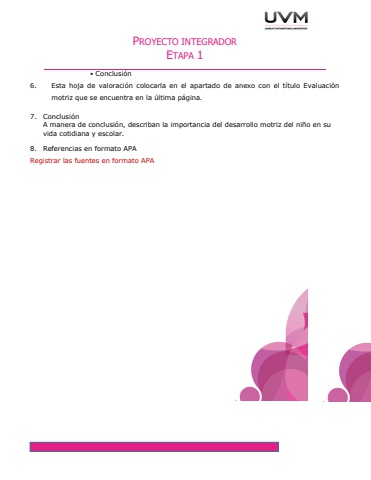 UVM
PROYECTO INTEGRADOR
ETAPA 1
• Conclusión
6. Esta hoja de valoración colocarla en el apartado de anexo con el título Evaluación
motriz que se encuentra en la última página.
7. Conclusión
A manera de conclusión, describan la importancia del desarrollo motriz del niño en su
vida cotidiana y escolar.
8. Referencias en formato APA
Registrar las fuentes en formato APA